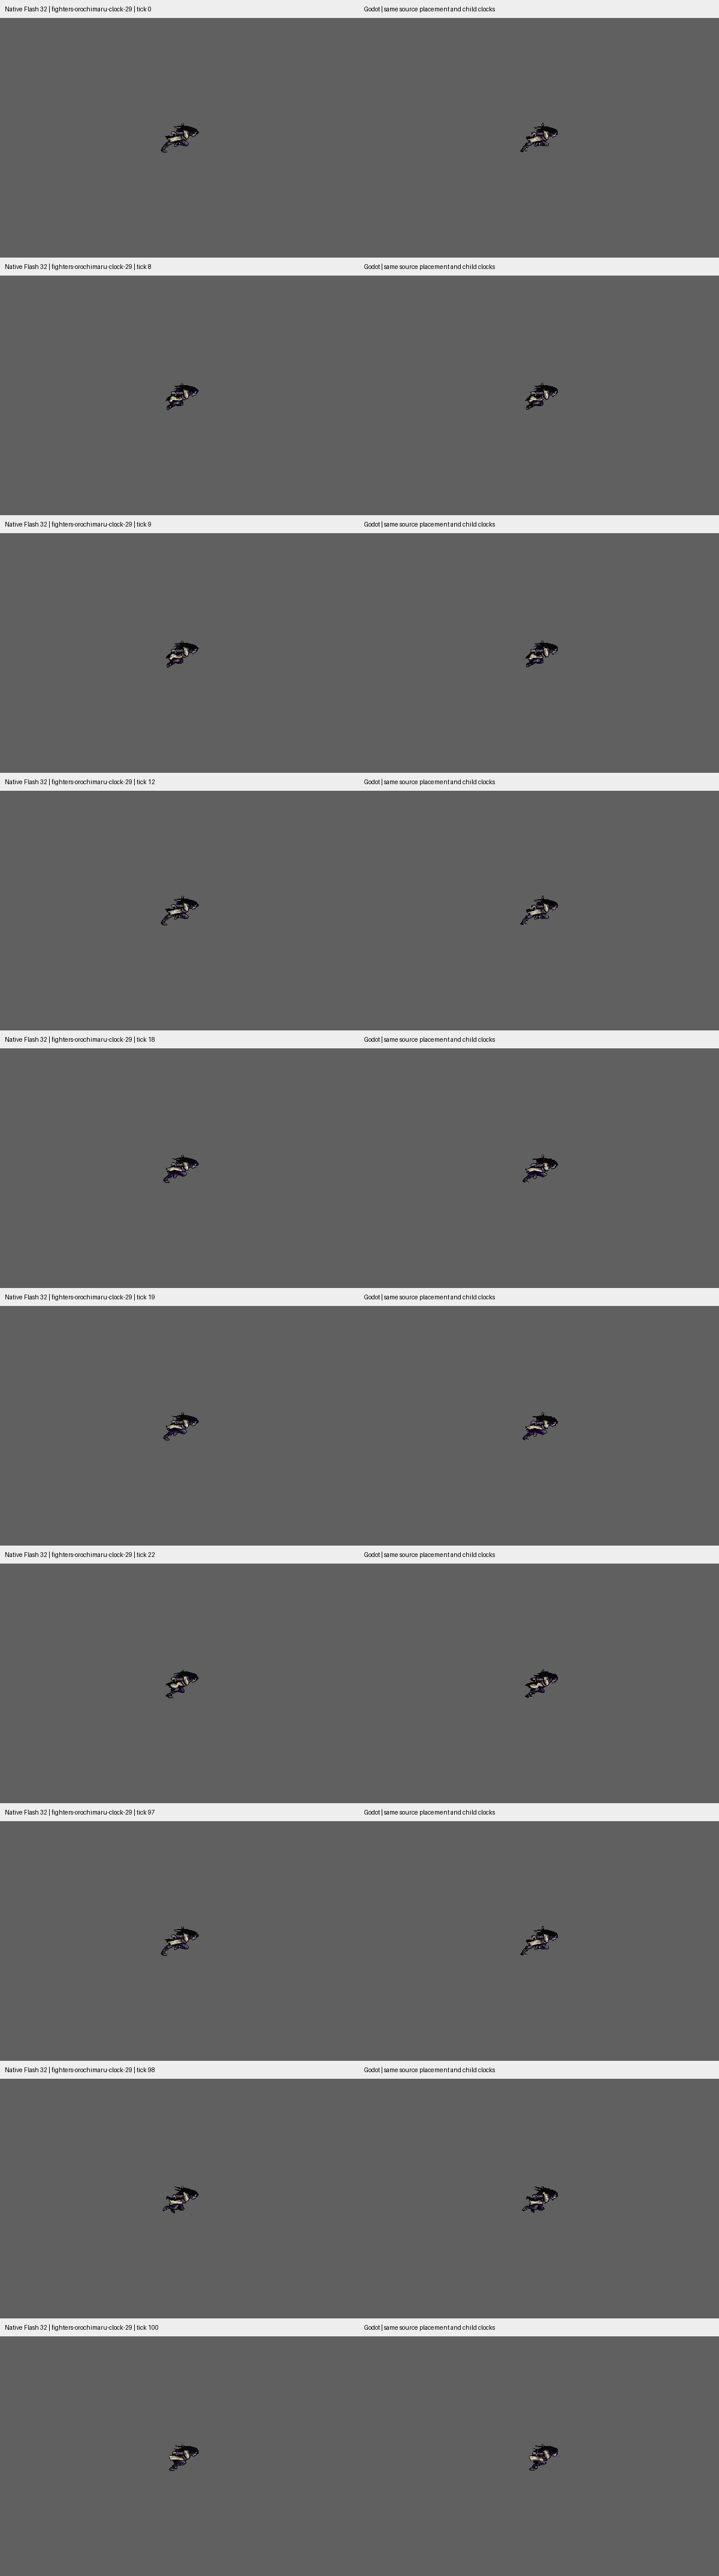 Native Flash 32 | fighters-orochimaru-clock-29 | tick 0
Godot | same source placement and child clocks
Native Flash 32 | fighters-orochimaru-clock-29 | tick 8
Godot | same source placement and child clocks
Native Flash 32 | fighters-orochimaru-clock-29 | tick 9
Godot | same source placement and child clocks
Native Flash 32 | fighters-orochimaru-clock-29 | tick 12
Godot | same source placement and child clocks
Native Flash 32 | fighters-orochimaru-clock-29 | tick 18
Godot | same source placement and child clocks
Native Flash 32 | fighters-orochimaru-clock-29 | tick 19
Godot | same source placement and child clocks
Native Flash 32 | fighters-orochimaru-clock-29 | tick 22
Godot | same source placement and child clocks
Native Flash 32 | fighters-orochimaru-clock-29 | tick 97
Godot | same source placement and child clocks
Native Flash 32 | fighters-orochimaru-clock-29 | tick 98
Godot | same source placement and child clocks
Native Flash 32 | fighters-orochimaru-clock-29 | tick 100
Godot | same source placement and child clocks